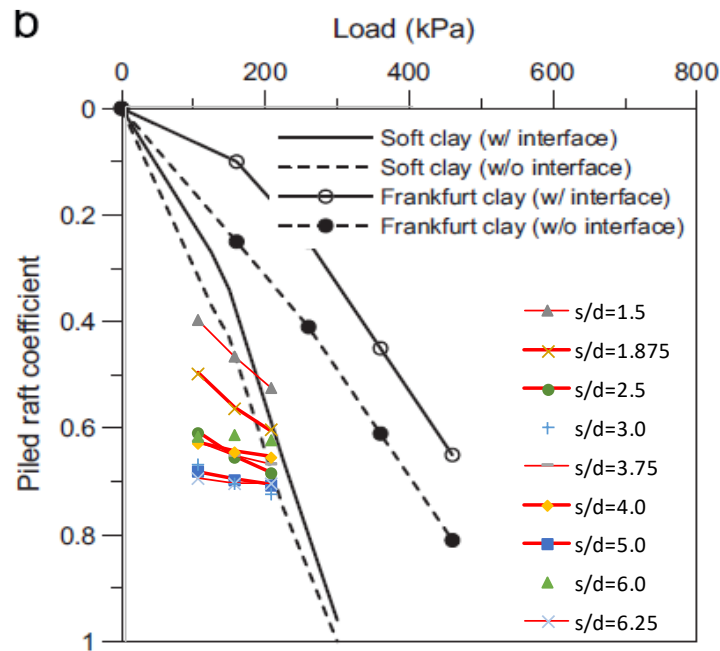 b
Load (kPa)
0 200 400 600 800
0
0.2
0.4
0.6
0.8
1
Piled raft coefficient
Soft clay (w/ interface)
Soft clay (w/o interface)
Frankfurt clay (w/ interface)
Frankfurt clay (w/o interface)
s/d=1.5
s/d=1.875
s/d=2.5
s/d=3.0
s/d=3.75
s/d=4.0
s/d=5.0
s/d=6.0
s/d=6.25